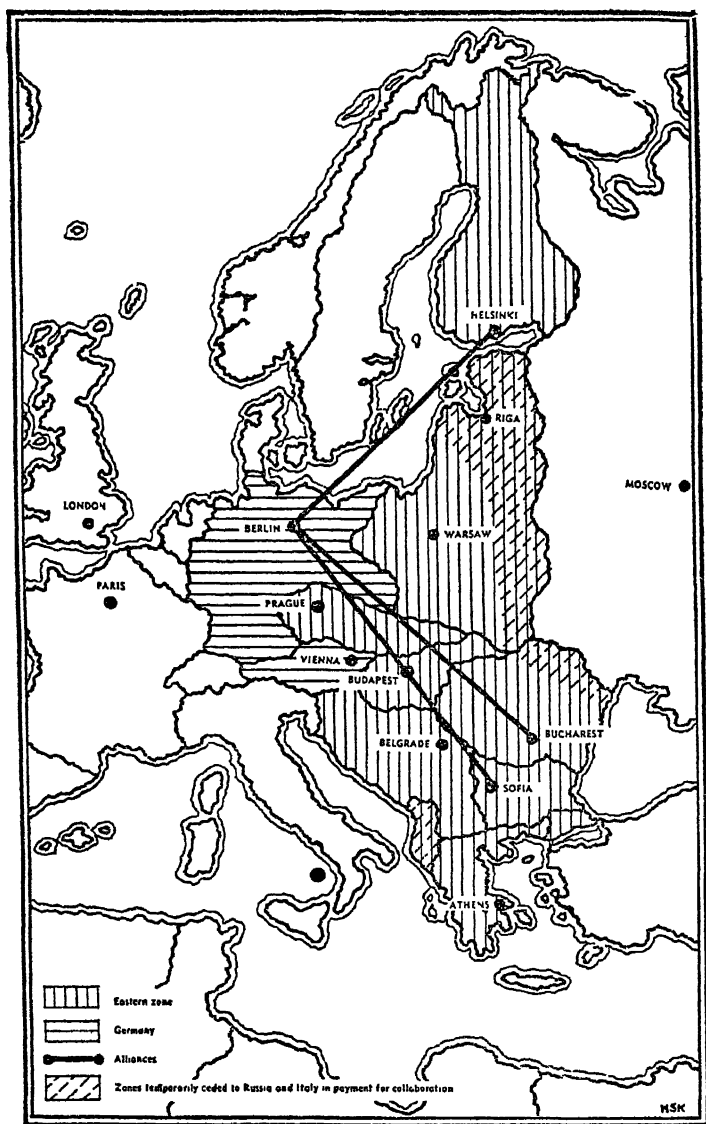 HELSINKI
RIGA
MOSCOW
LONDON
BERLIN
WARSAW
PARIS
PRAGUE
VIENNA
BUDAPEST
BUCHAREST
BELGRADE
SOFIA
ATHENS
Eastern zone
Germany
Alliances
Zones temporarily ceded to Russia and Italy in payment for collaboration
MSK